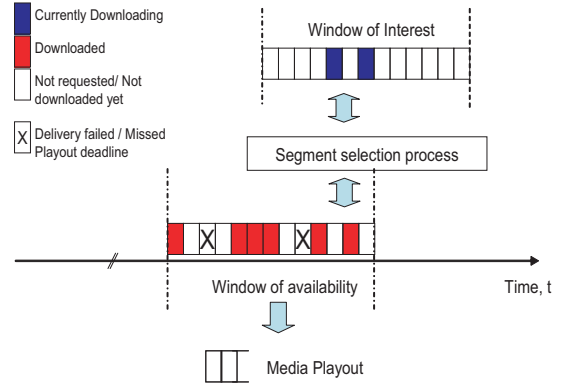 Currently Downloading
Downloaded
Not requested/ Not
downloaded yet
X
Delivery failed / Missed
Playout deadline
Window of Interest
Segment selection process
X
X
Window of availability
Time, t
Media Playout